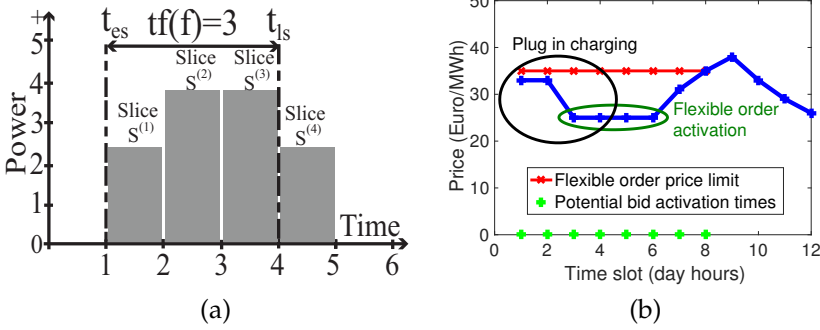 t_es tf(f)=3 t_ls
+
5
4
3
2
1
0
Power
Slice
S^(1)
Slice
S^(2)
Slice
S^(3)
Slice
S^(4)
Time
1 2 3 4 5 6
(a)
50
40
30
20
10
0
Price (Euro/MWh)
Plug in charging
Flexible order
activation
Flexible order price limit
Potential bid activation times
0 2 4 6 8 10 12
Time slot (day hours)
(b)